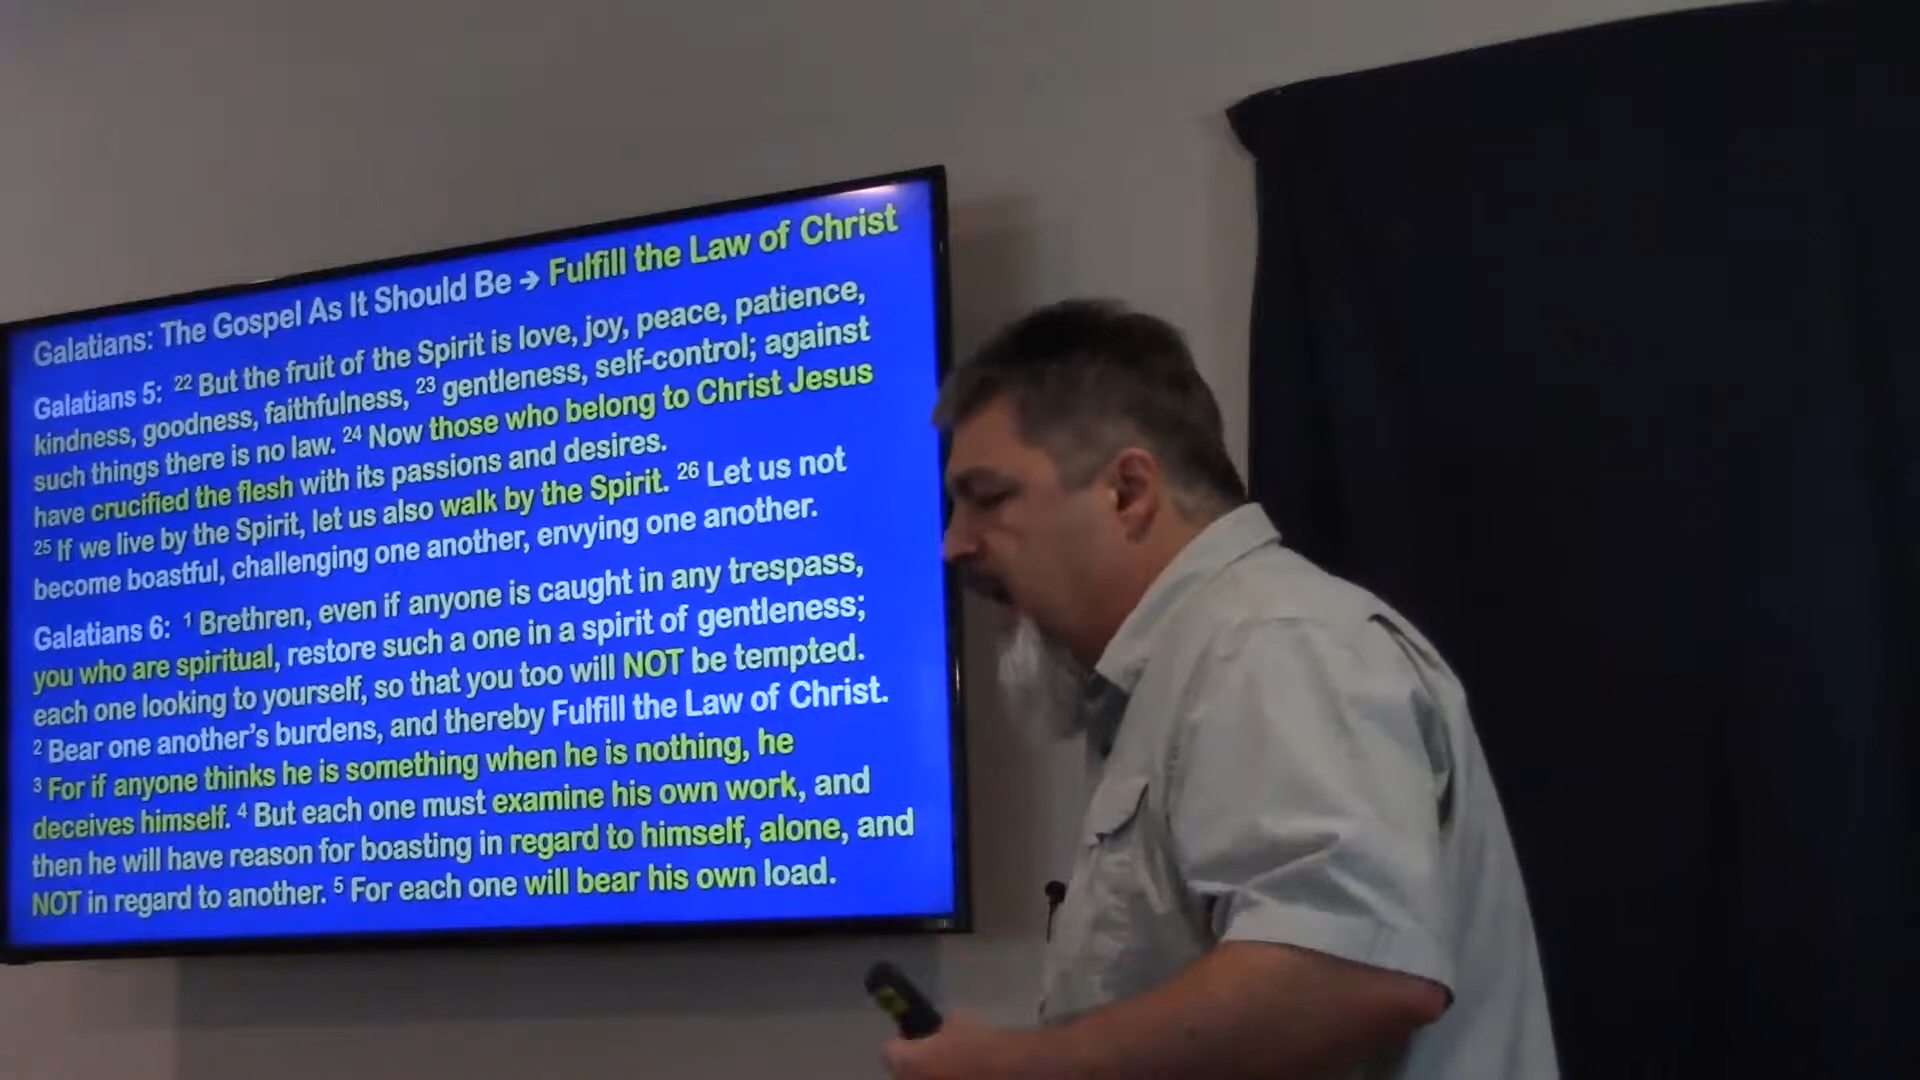 Galatians: The Gospel As It Should Be → Fulfill the Law of Christ
Galatians 5: 22 But the fruit of the Spirit is love, joy, peace, patience,
kindness, goodness, faithfulness, 23 gentleness, self-control; against
such things there is no law. 24 Now those who belong to Christ Jesus
have crucified the flesh with its passions and desires.
25 If we live by the Spirit, let us also walk by the Spirit. 26 Let us not
become boastful, challenging one another, envying one another.
Galatians 6: 1 Brethren, even if anyone is caught in any trespass,
you who are spiritual, restore such a one in a spirit of gentleness;
each one looking to yourself, so that you too will NOT be tempted.
2 Bear one another's burdens, and thereby Fulfill the Law of Christ.
3 For if anyone thinks he is something when he is nothing, he
deceives himself. 4 But each one must examine his own work, and
then he will have reason for boasting in regard to himself, alone, and
NOT in regard to another. 5 For each one will bear his own load.